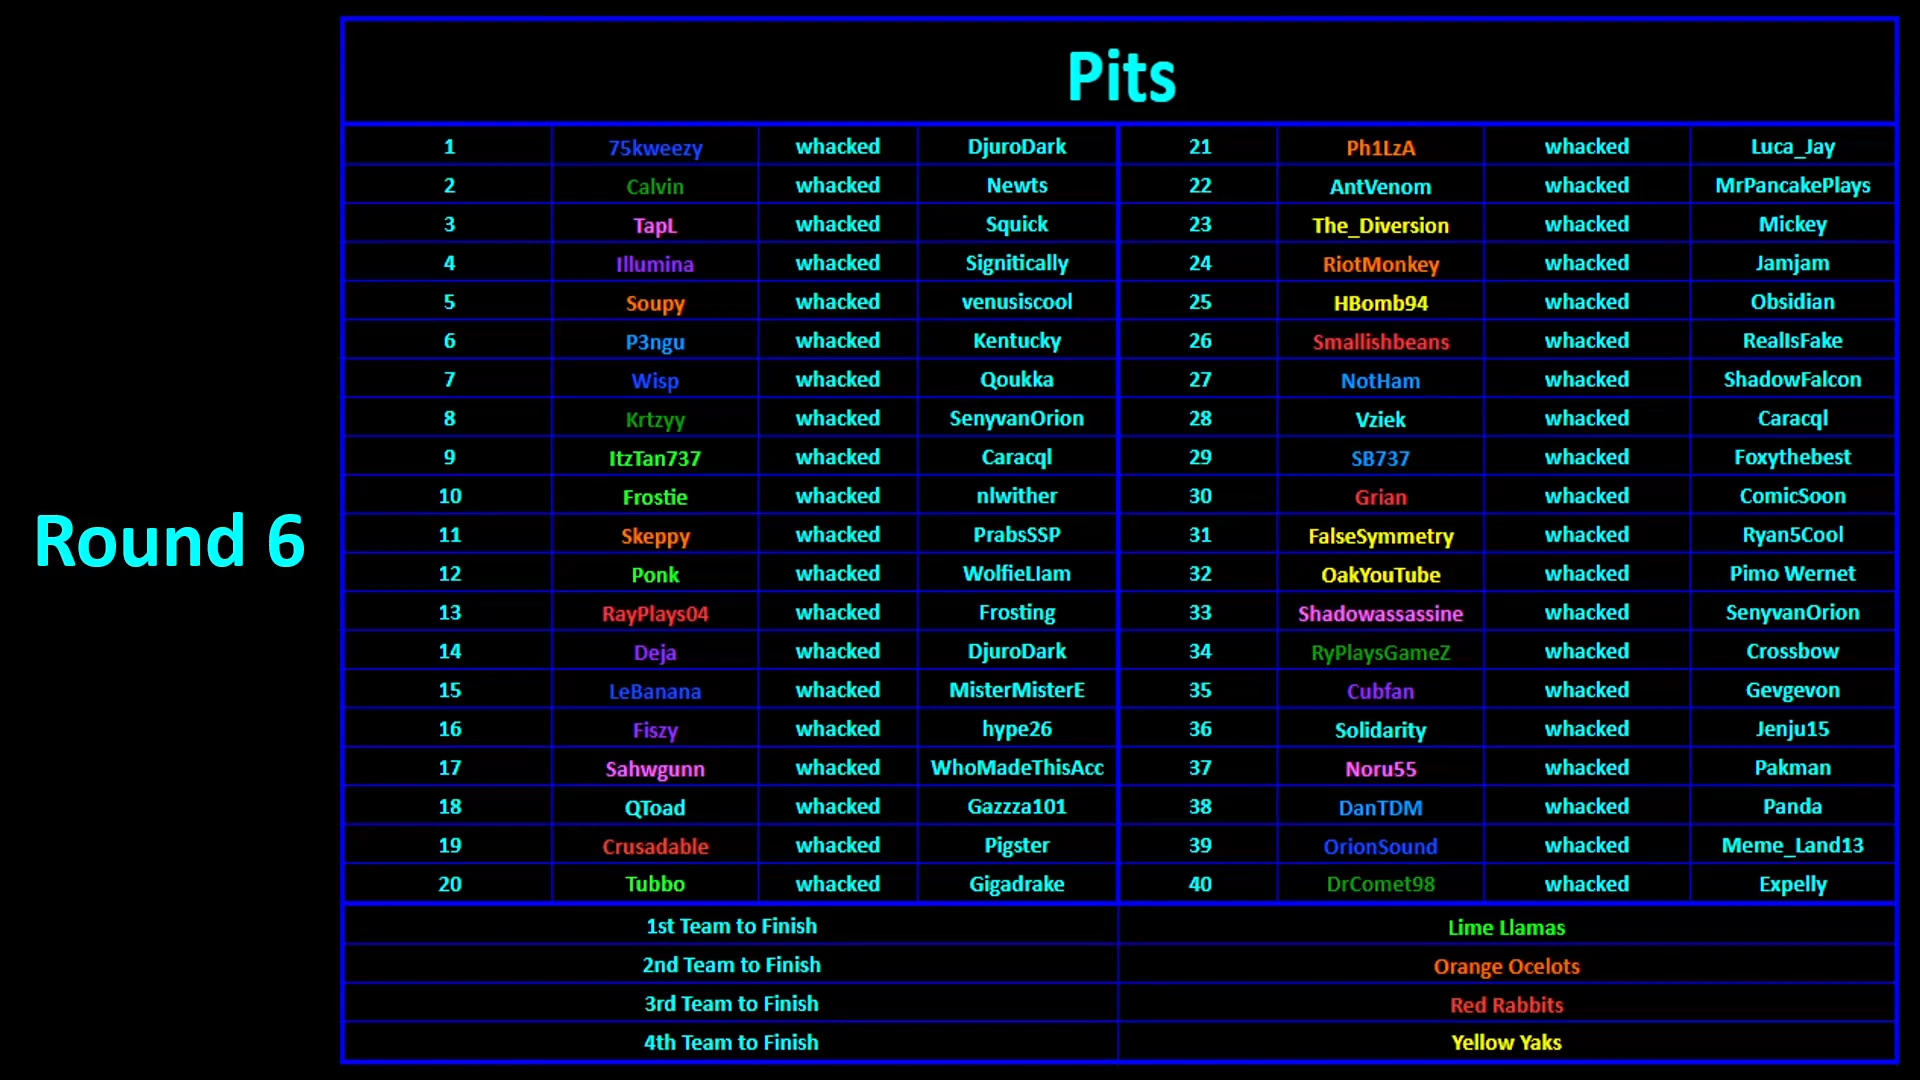 Pits
Round 6
1 75kweezy whacked DjuroDark 21 Ph1LzA whacked Luca_Jay
2 Calvin whacked Newts 22 AntVenom whacked MrPancakePlays
3 TapL whacked Squick 23 The_Diversion whacked Mickey
4 Illumina whacked Signitically 24 RiotMonkey whacked Jamjam
5 Soupy whacked venusiscool 25 HBomb94 whacked Obsidian
6 P3ngu whacked Kentucky 26 Smallishbeans whacked RealIsFake
7 Wisp whacked Qoukka 27 NotHam whacked ShadowFalcon
8 Krtzyy whacked SenyvanOrion 28 Vziek whacked Caracql
9 ItzTan737 whacked Caracql 29 SB737 whacked Foxythebest
10 Frostie whacked nlwither 30 Grian whacked ComicSoon
11 Skeppy whacked PrabsSSP 31 FalseSymmetry whacked Ryan5Cool
12 Ponk whacked WolfieLIam 32 OakYouTube whacked Pimo Wernet
13 RayPlays04 whacked Frosting 33 Shadowassassine whacked SenyvanOrion
14 Deja whacked DjuroDark 34 RyPlaysGameZ whacked Crossbow
15 LeBanana whacked MisterMisterE 35 Cubfan whacked Gevgevon
16 Fiszy whacked hype26 36 Solidarity whacked Jenju15
17 Sahwgunn whacked WhoMadeThisAcc 37 Noru55 whacked Pakman
18 QToad whacked Gazzza101 38 DanTDM whacked Panda
19 Crusadable whacked Pigster 39 OrionSound whacked Meme_Land13
20 Tubbo whacked Gigadrake 40 DrComet98 whacked Expelly
1st Team to Finish Lime Llamas
2nd Team to Finish Orange Ocelots
3rd Team to Finish Red Rabbits
4th Team to Finish Yellow Yaks